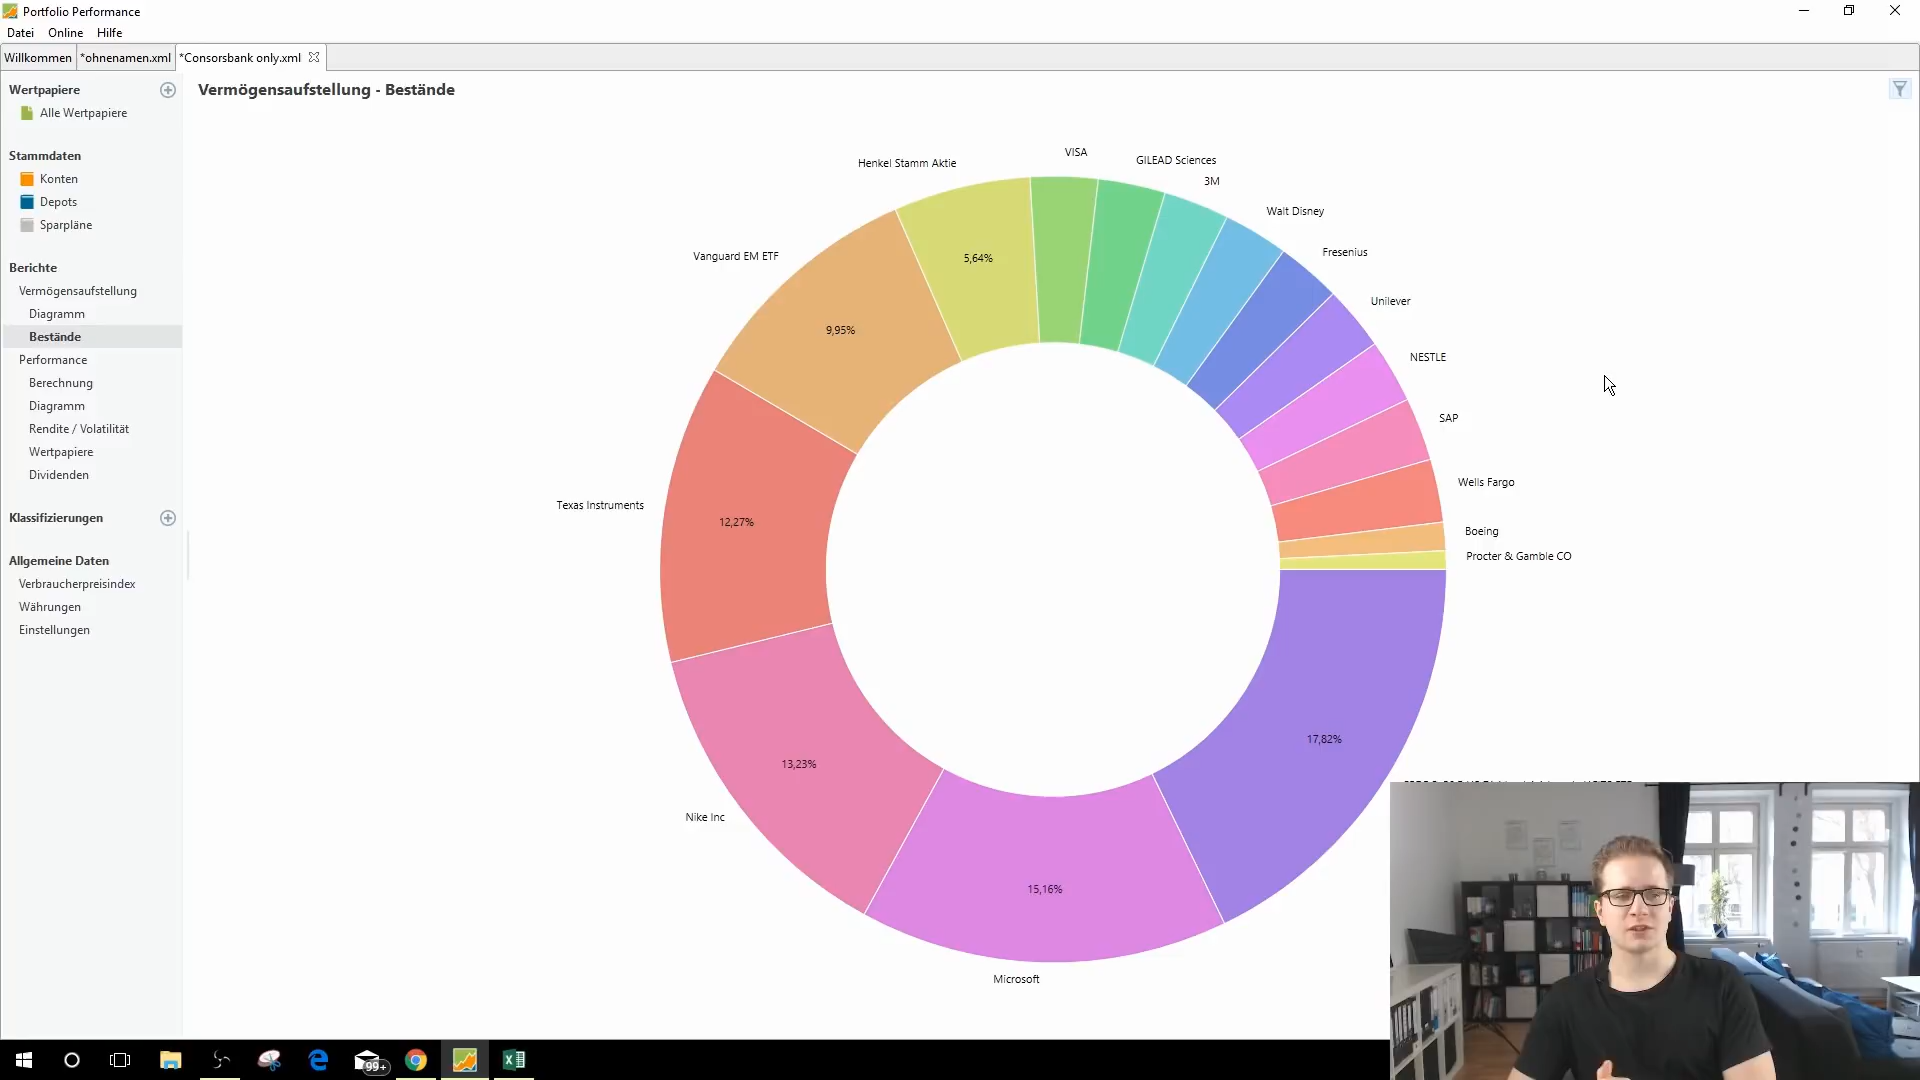 Portfolio Performance
Datei Online Hilfe
Willkommen *ohnenamen.xml *Consorsbank only.xml
Wertpapiere
Alle Wertpapiere
Stammdaten
Konten
Depots
Sparpläne
Berichte
Vermögensaufstellung
Diagramm
Bestände
Performance
Berechnung
Diagramm
Rendite / Volatilität
Wertpapiere
Dividenden
Klassifizierungen
Allgemeine Daten
Verbraucherpreisindex
Währungen
Einstellungen
Vermögensaufstellung - Bestände
VISA
GILEAD Sciences
Henkel Stamm Aktie
3M
Walt Disney
Fresenius
Vanguard EM ETF
5,64%
Unilever
9,95%
NESTLE
SAP
Wells Fargo
Texas Instruments
12,27%
Boeing
Procter & Gamble CO
17,82%
13,23%
Nike Inc
15,16%
Microsoft
99+